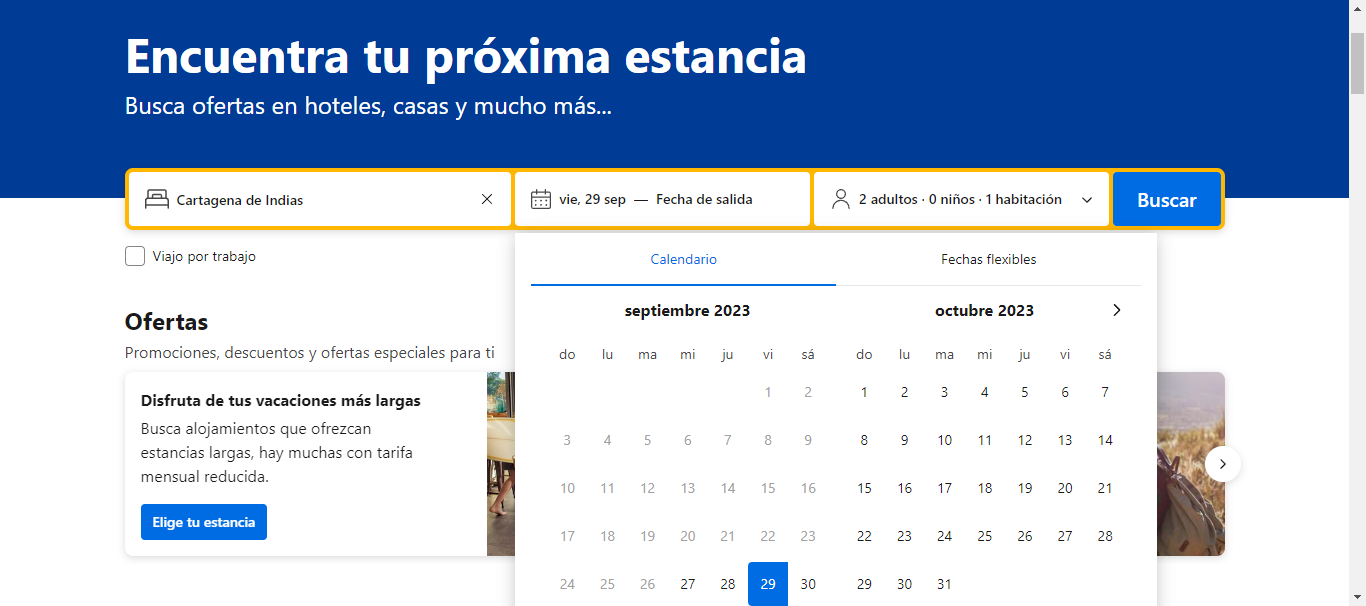 Encuentra tu próxima estancia
Busca ofertas en hoteles, casas y mucho más...
Cartagena de Indias
vie, 29 sep — Fecha de salida
2 adultos · 0 niños · 1 habitación
Buscar
Viajo por trabajo
Calendario
Fechas flexibles
septiembre 2023
do lu ma mi ju vi sá
1 2
3 4 5 6 7 8 9
10 11 12 13 14 15 16
17 18 19 20 21 22 23
24 25 26 27 28 29 30
octubre 2023
do lu ma mi ju vi sá
1 2 3 4 5 6 7
8 9 10 11 12 13 14
15 16 17 18 19 20 21
22 23 24 25 26 27 28
29 30 31
Ofertas
Promociones, descuentos y ofertas especiales para ti
Disfruta de tus vacaciones más largas
Busca alojamientos que ofrezcan
estancias largas, hay muchas con tarifa
mensual reducida.
Elige tu estancia